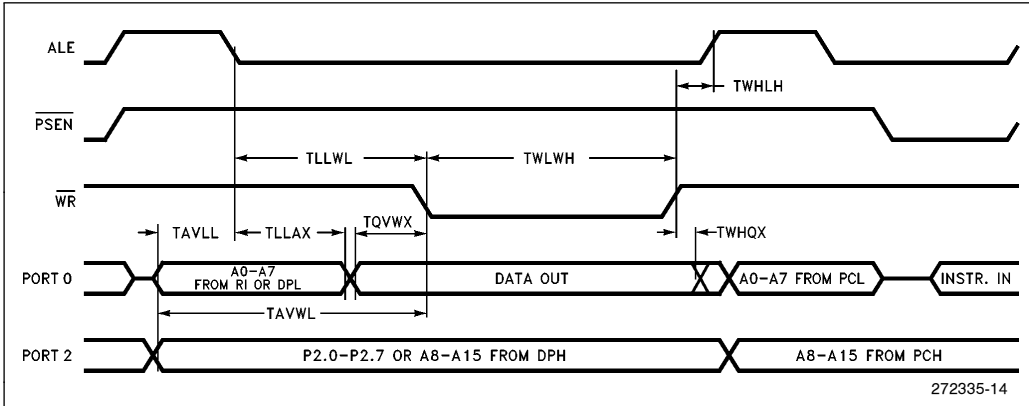 ALE
TWHLH
PSEN
TLLWL
TWLWH
WR
TAVLL
TLLAX
TQVWX
TWHQX
PORT 0
A0-A7
FROM RI OR DPL
DATA OUT
A0-A7 FROM PCL
INSTR. IN
TAVWL
PORT 2
P2.0-P2.7 OR A8-A15 FROM DPH
A8-A15 FROM PCH
272335-14